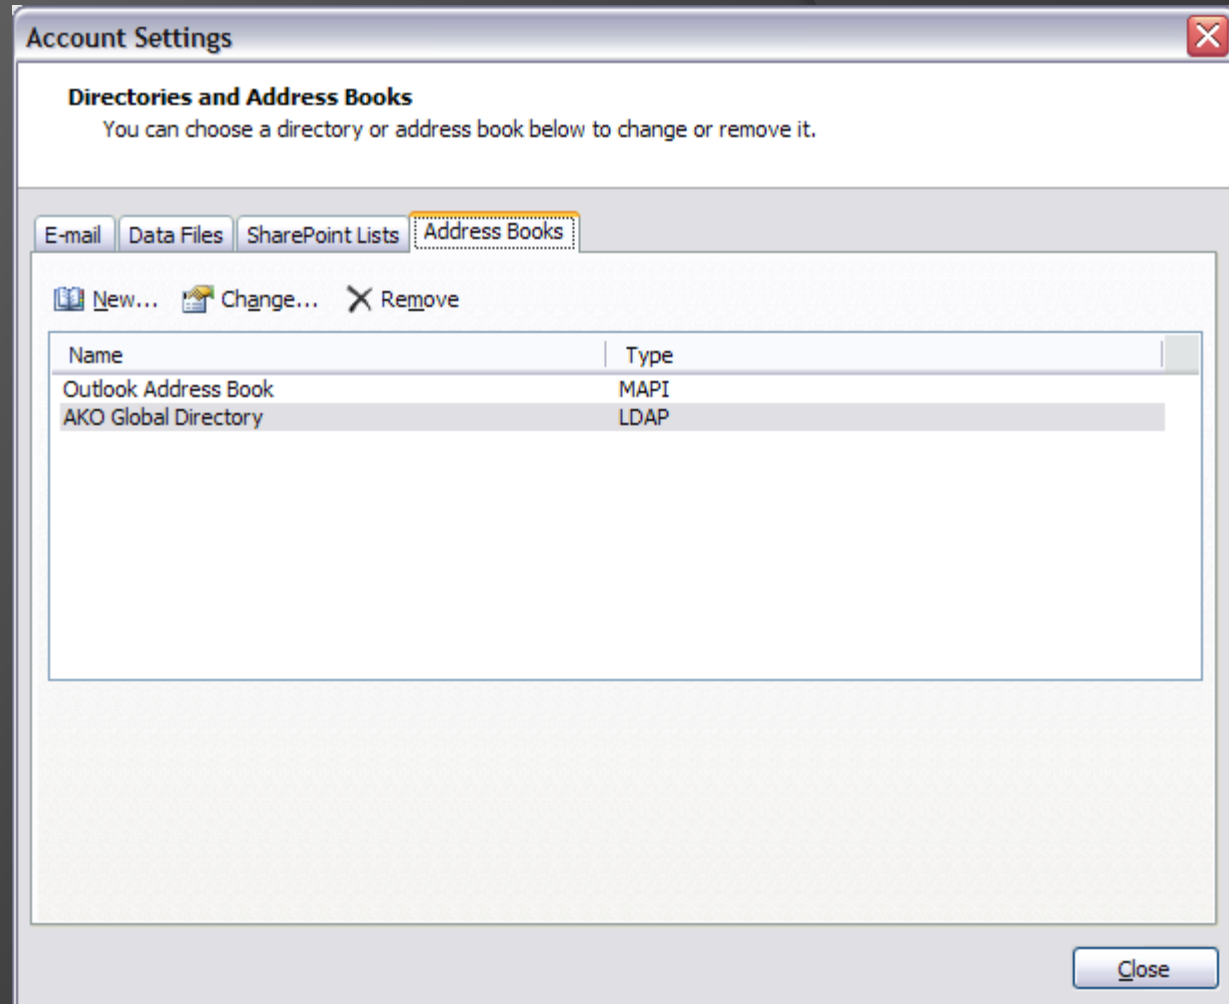 Account Settings
Directories and Address Books
You can choose a directory or address book below to change or remove it.
E-mail Data Files SharePoint Lists Address Books
New... Change... Remove
Name Type
Outlook Address Book MAPI
AKO Global Directory LDAP
Close